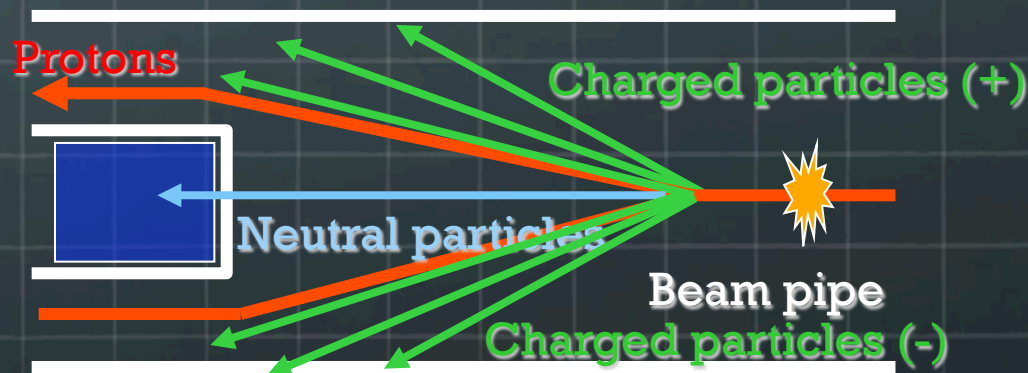 Protons
Charged particles (+)
Neutral particles
Beam pipe
Charged particles (-)